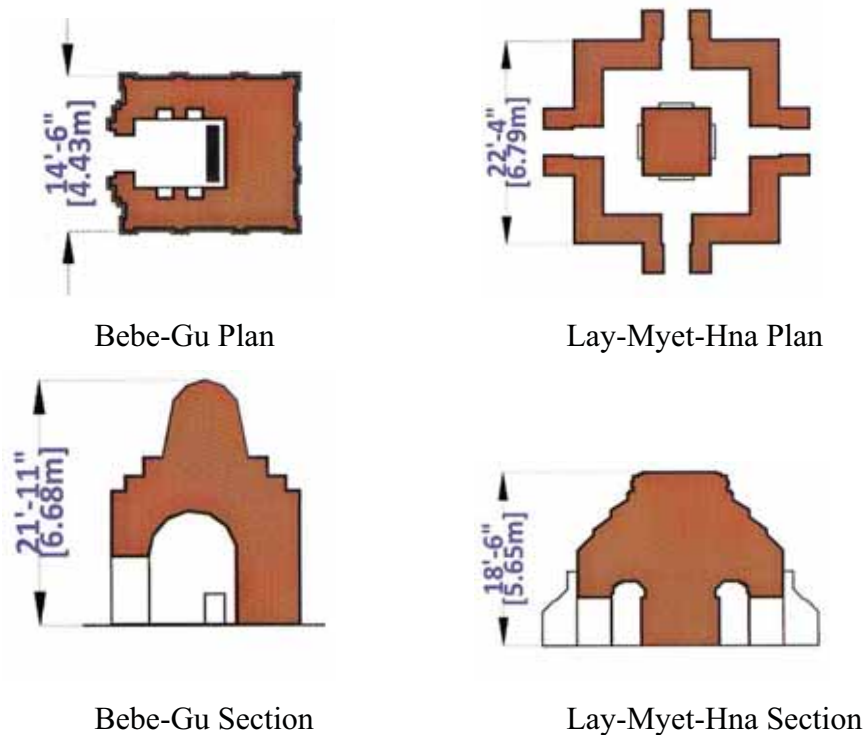 14'-6"
[4.43m]
22'-4"
[6.79m]
Bebe-Gu Plan
Lay-Myet-Hna Plan
21'-11"
[6.68m]
18'-6"
[5.65m]
Bebe-Gu Section
Lay-Myet-Hna Section